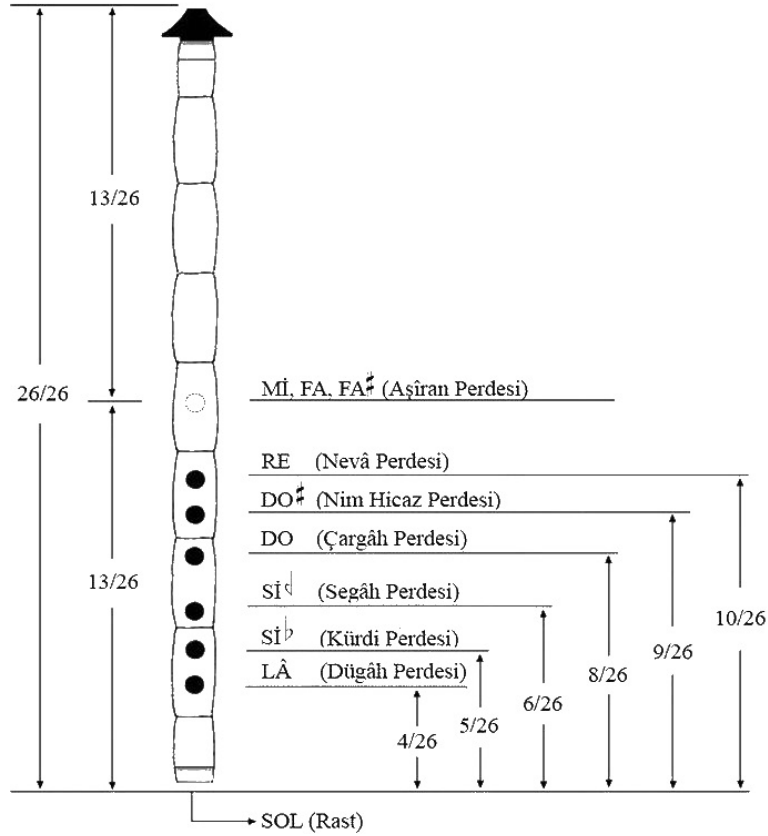 13/26
26/26
Mİ, FA, FA♯ (Aşîran Perdesi)
RE (Nevâ Perdesi)
DO♯ (Nim Hicaz Perdesi)
DO (Çargâh Perdesi)
13/26
Sİ𝄳 (Segâh Perdesi)
10/26
Sİ♭ (Kürdi Perdesi)
9/26
LÂ (Dügâh Perdesi)
8/26
6/26
5/26
4/26
SOL (Rast)